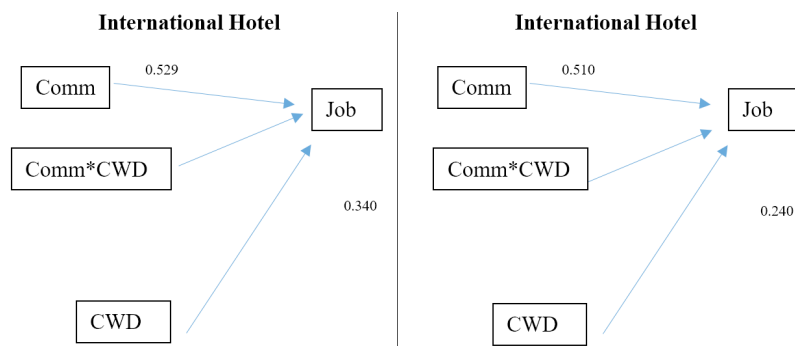 International Hotel
Comm
0.529
Job
Comm*CWD
0.340
CWD
International Hotel
Comm
0.510
Job
Comm*CWD
0.240
CWD